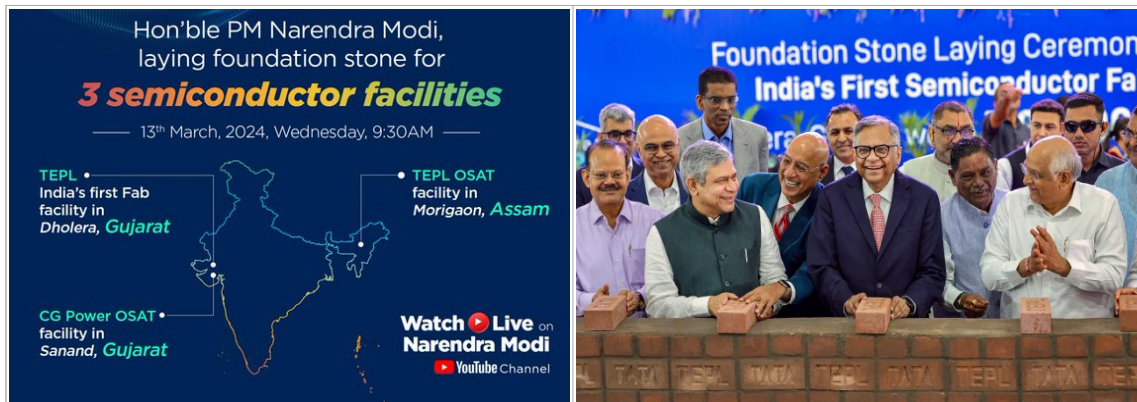 Hon'ble PM Narendra Modi,
laying foundation stone for
3 semiconductor facilities
13th March, 2024, Wednesday, 9:30AM
TEPL
India's first Fab
facility in
Dholera, Gujarat
TEPL OSAT
facility in
Morigaon, Assam
CG Power OSAT
facility in
Sanand, Gujarat
Watch Live on
Narendra Modi
YouTube Channel
Foundation Stone Laying Ceremon
India's First Semiconductor Fa
TATA TEPL TATA TEPL TATA TEPL TATA TE